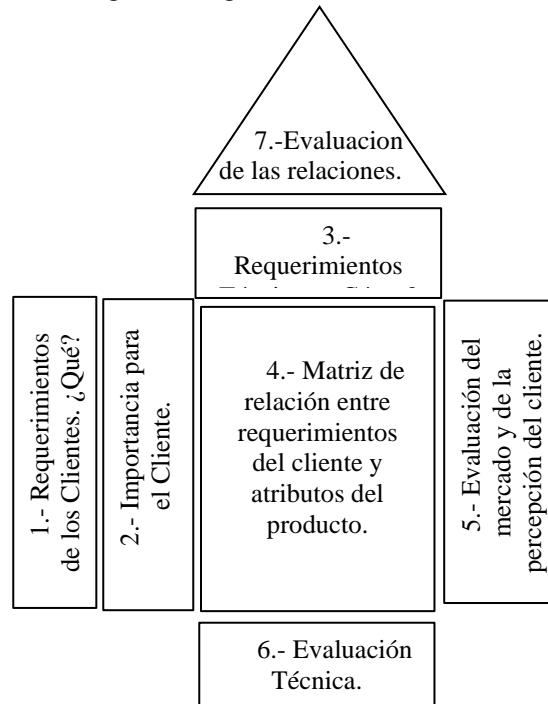 7.-Evaluacion
de las relaciones.
3.-
Requerimientos
1.- Requerimientos
de los Clientes. ¿Qué?
2.- Importancia para
el Cliente.
4.- Matriz de
relación entre
requerimientos
del cliente y
atributos del
producto.
5.- Evaluación del
mercado y de la
percepción del cliente.
6.- Evaluación
Técnica.